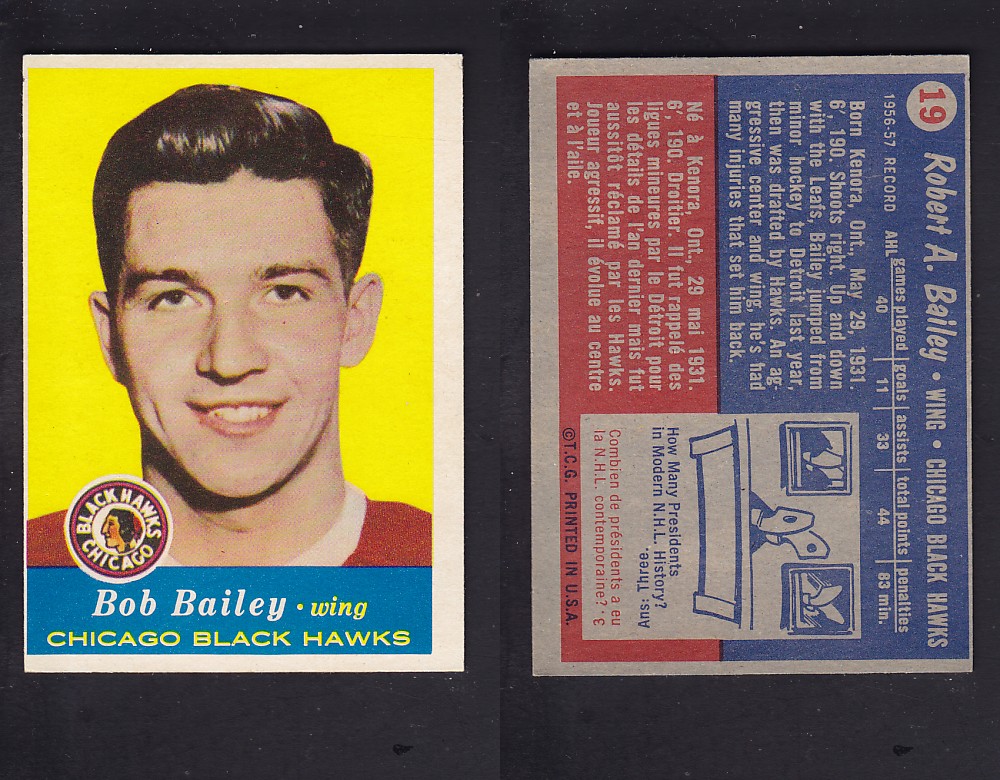 BLACK HAWKS
CHICAGO
Bob Bailey • wing
CHICAGO BLACK HAWKS
19
Robert A. Bailey • WING • CHICAGO BLACK HAWKS
games played goals assists total points penalties
1956-57 RECORD AHL 40 11 33 44 83 min.
Born Kenora, Ont., May 29, 1931.
6', 190. Shoots right. Up and down
with the Leafs, Bailey jumped from
minor hockey to Detroit last year,
then was drafted by Hawks. An ag
gressive center and wing, he's had
many injuries that set him back.
Né à Kenora, Ont., 29 mai 1931.
6', 190. Droitier. Il fut rappelé des
ligues mineures par le Détroit pour
les détails de l'an dernier mais fut
aussitôt réclamé par les Hawks.
Joueur agressif, il évolue au centre
et à l'aile.
How Many Presidents
in Modern N.H.L. History?
Ans: Three.
Combien de présidents a eu
la N.H.L. contemporaine? · 3
©T.C.G. PRINTED IN U.S.A.